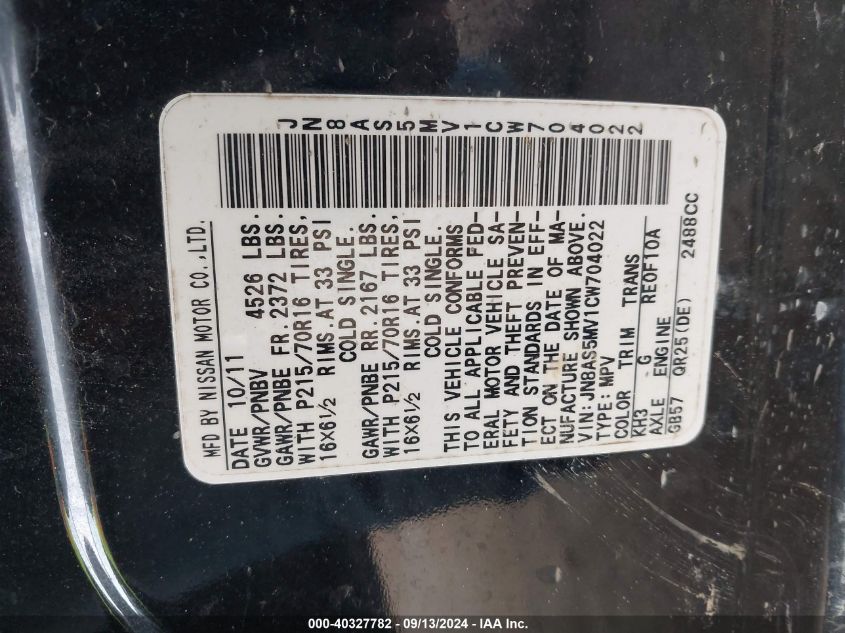 MFD BY NISSAN MOTOR CO.,LTD.
DATE 10/11
GVWR/PNBV 4526 LBS.
GAWR/PNBE FR.2372 LBS.
WITH P215/70R16 TIRES,
16X6½ RIMS.AT 33 PSI
COLD SINGLE.
GAWR/PNBE RR.2167 LBS.
WITH P215/70R16 TIRES,
16X6½ RIMS.AT 33 PSI
COLD SINGLE.
THIS VEHICLE CONFORMS
TO ALL APPLICABLE FED-
ERAL MOTOR VEHICLE SA-
FETY AND THEFT PREVEN-
TION STANDARDS IN EFF-
ECT ON THE DATE OF MA-
NUFACTURE SHOWN ABOVE.
VIN:JN8AS5MV1CW704022
TYPE:MPV
COLOR TRIM TRANS
KH3 G RE0F10A
AXLE ENGINE
GB57 QR25(DE) 2488CC
JN8AS5MV1CW704022
000-40327782 - 09/13/2024 - IAA Inc.